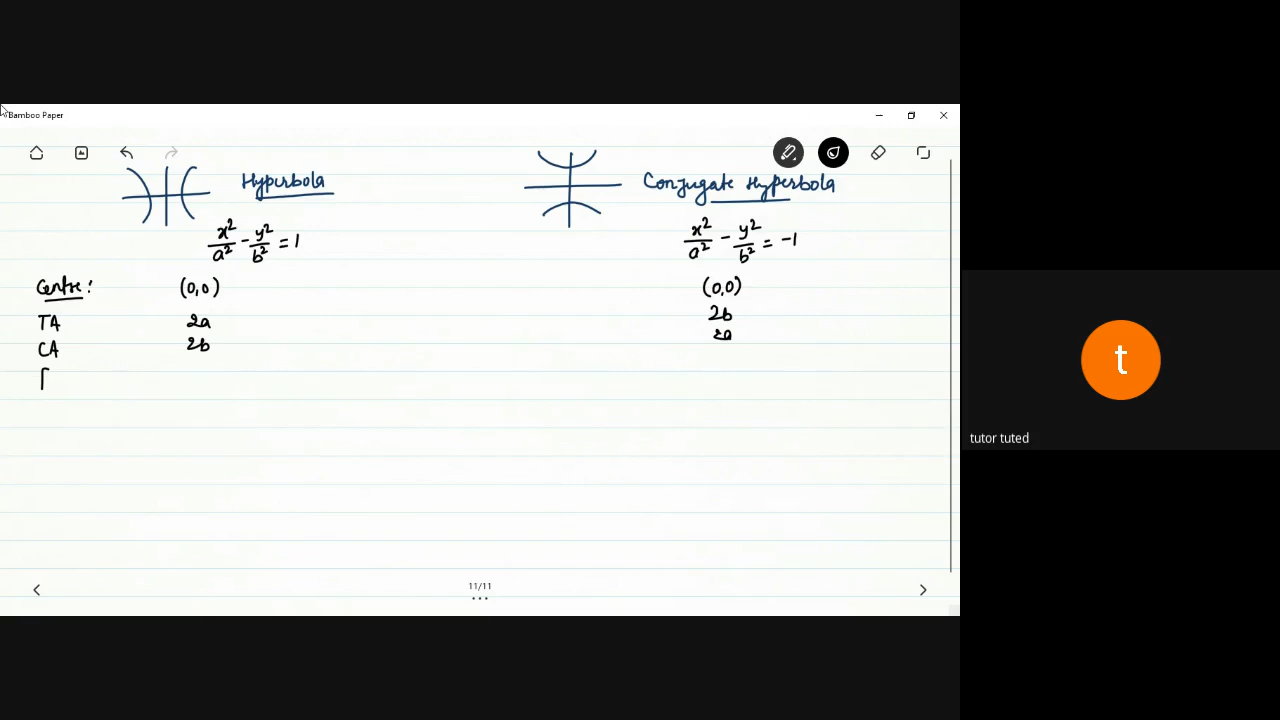 Bamboo Paper
Hyperbola
Conjugate Hyperbola
x²/a² - y²/b² = 1
x²/a² - y²/b² = -1
Centre: (0,0) (0,0)
TA 2a 2b
CA 2b 2a
11/11
t
tutor tuted